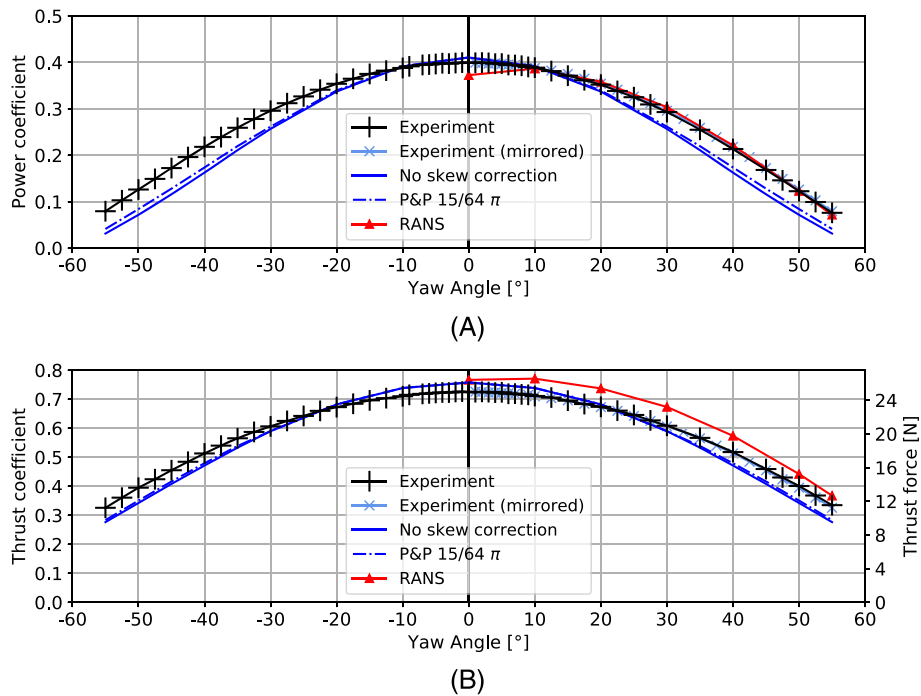 0.5
0.4
0.3
0.2
0.1
0.0
Power coefficient
Experiment
Experiment (mirrored)
No skew correction
P&P 15/64 π
RANS
-60 -50 -40 -30 -20 -10 0 10 20 30 40 50 60
Yaw Angle [°]
(A)
0.8
0.7
0.6
0.5
0.4
0.3
0.2
0.1
0.0
Thrust coefficient
Experiment
Experiment (mirrored)
No skew correction
P&P 15/64 π
RANS
24
20
16
12
8
4
0
Thrust force [N]
-60 -50 -40 -30 -20 -10 0 10 20 30 40 50 60
Yaw Angle [°]
(B)